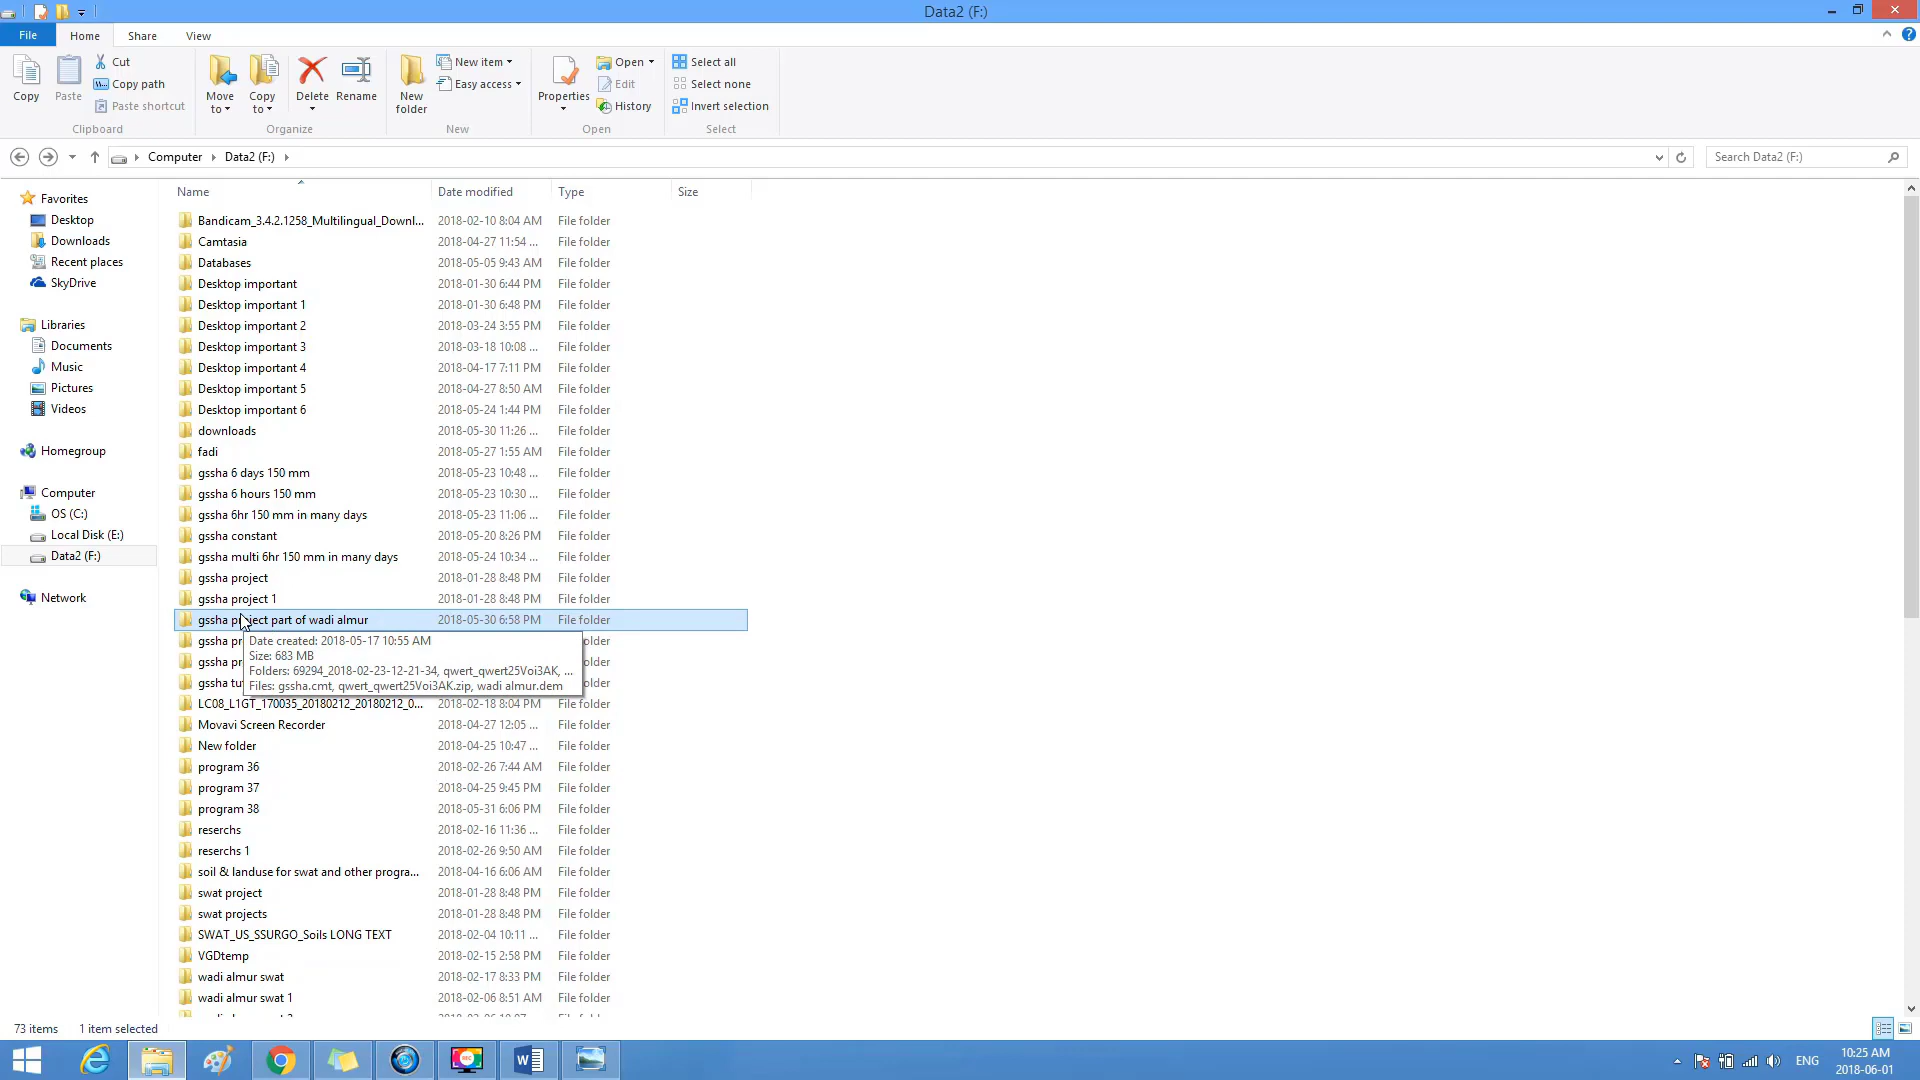 Data2 (F:)
File Home Share View
Copy
Paste
Cut
Copy path
Paste shortcut
Clipboard
Move to
Copy to
Delete
Rename
Organize
New folder
New item
Easy access
New
Properties
Open
Edit
History
Open
Select all
Select none
Invert selection
Select
Computer Data2 (F:)
Search Data2 (F:)
Favorites
Desktop
Downloads
Recent places
SkyDrive
Libraries
Documents
Music
Pictures
Videos
Homegroup
Computer
OS (C:)
Local Disk (E:)
Data2 (F:)
Network
Name Date modified Type Size
Bandicam_3.4.2.1258_Multilingual_Downl... 2018-02-10 8:04 AM File folder
Camtasia 2018-04-27 11:54 ... File folder
Databases 2018-05-05 9:43 AM File folder
Desktop important 2018-01-30 6:44 PM File folder
Desktop important 1 2018-01-30 6:48 PM File folder
Desktop important 2 2018-03-24 3:55 PM File folder
Desktop important 3 2018-03-18 10:08 ... File folder
Desktop important 4 2018-04-17 7:11 PM File folder
Desktop important 5 2018-04-27 8:50 AM File folder
Desktop important 6 2018-05-24 1:44 PM File folder
downloads 2018-05-30 11:26 ... File folder
fadi 2018-05-27 1:55 AM File folder
gssha 6 days 150 mm 2018-05-23 10:48 ... File folder
gssha 6 hours 150 mm 2018-05-23 10:30 ... File folder
gssha 6hr 150 mm in many days 2018-05-23 11:06 ... File folder
gssha constant 2018-05-20 8:26 PM File folder
gssha multi 6hr 150 mm in many days 2018-05-24 10:34 ... File folder
gssha project 2018-01-28 8:48 PM File folder
gssha project 1 2018-01-28 8:48 PM File folder
gssha project part of wadi almur 2018-05-30 6:58 PM File folder
gssha pr
gssha pr
gssha tu
Date created: 2018-05-17 10:55 AM
Size: 683 MB
Folders: 69294_2018-02-23-12-21-34, qwert_qwert25Voi3AK, ...
Files: gssha.cmt, qwert_qwert25Voi3AK.zip, wadi almur.dem
older
older
older
LC08_L1GT_170035_20180212_20180212_0... 2018-02-18 8:04 PM File folder
Movavi Screen Recorder 2018-04-27 12:05 ... File folder
New folder 2018-04-25 10:47 ... File folder
program 36 2018-02-26 7:44 AM File folder
program 37 2018-04-25 9:45 PM File folder
program 38 2018-05-31 6:06 PM File folder
reserchs 2018-02-16 11:36 ... File folder
reserchs 1 2018-02-26 9:50 AM File folder
soil & landuse for swat and other progra... 2018-04-16 6:06 AM File folder
swat project 2018-01-28 8:48 PM File folder
swat projects 2018-01-28 8:48 PM File folder
SWAT_US_SSURGO_Soils LONG TEXT 2018-02-04 10:11 ... File folder
VGDtemp 2018-02-15 2:58 PM File folder
wadi almur swat 2018-02-17 8:33 PM File folder
wadi almur swat 1 2018-02-06 8:51 AM File folder
73 items 1 item selected
REC
ENG
10:25 AM
2018-06-01